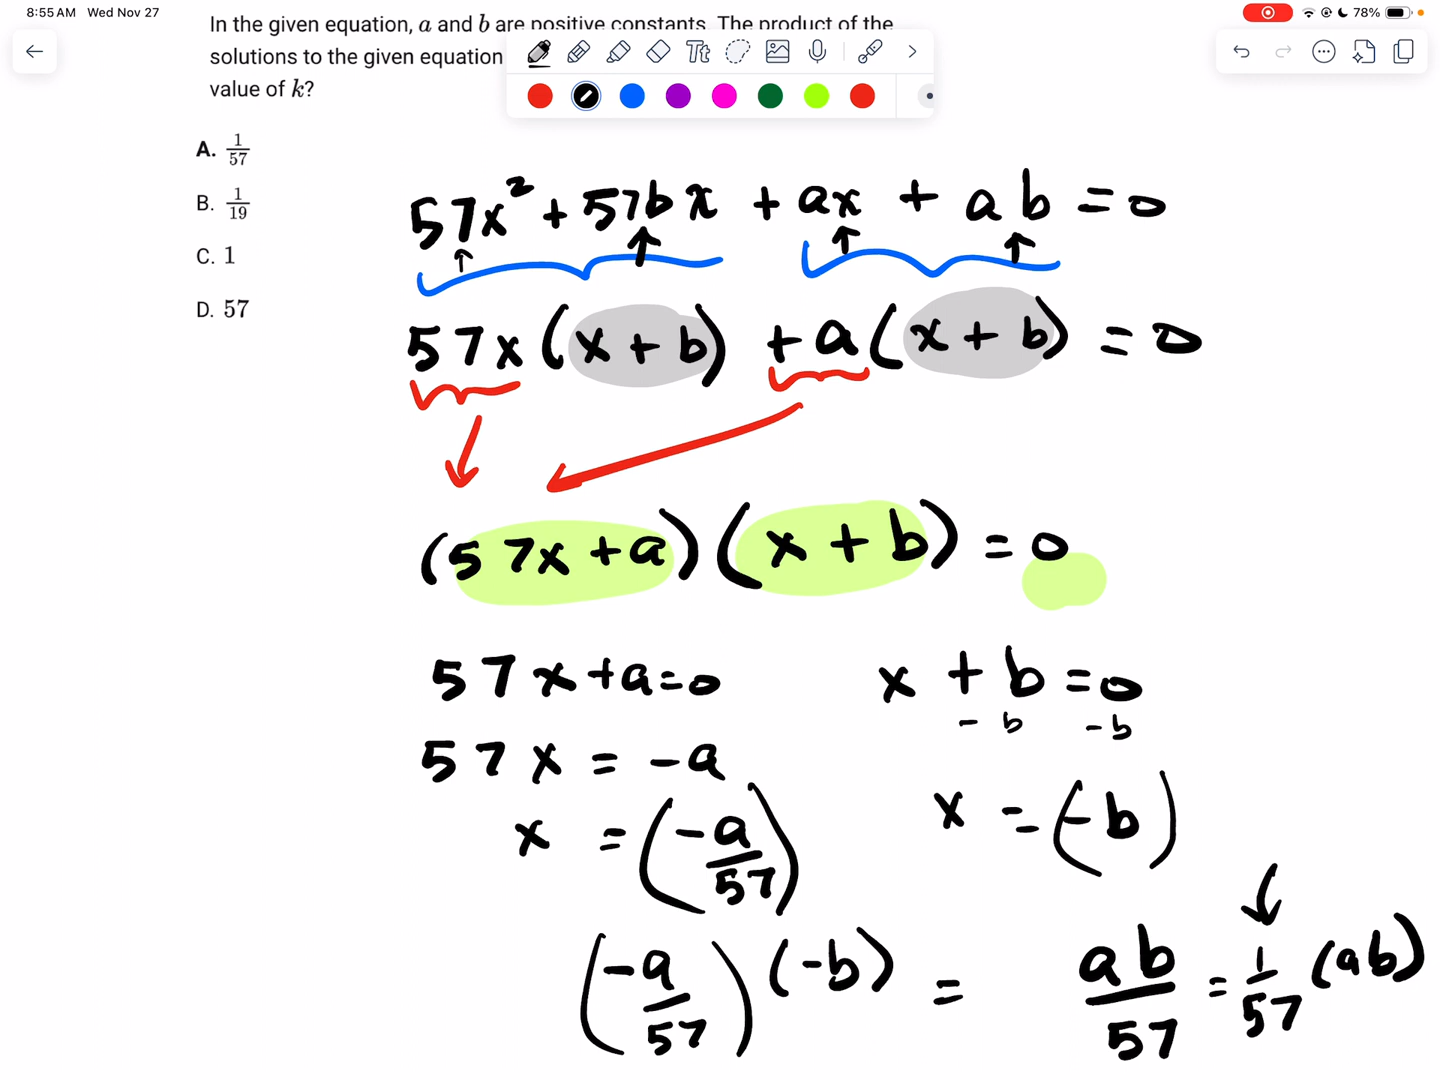 8:55 AM Wed Nov 27
78%
In the given equation, a and b are positive constants. The product of the
solutions to the given equation
value of k?
Tt
A. 1/57
B. 1/19
C. 1
D. 57
57x² + 57bx + ax + ab = 0
57x(x + b) + a(x + b) = 0
(57x + a)(x + b) = 0
57x + a = 0
x + b = 0
- b - b
57x = -a
x = (-a/57)
x = (-b)
(-a/57)(-b) = ab/57 = 1/57 (ab)